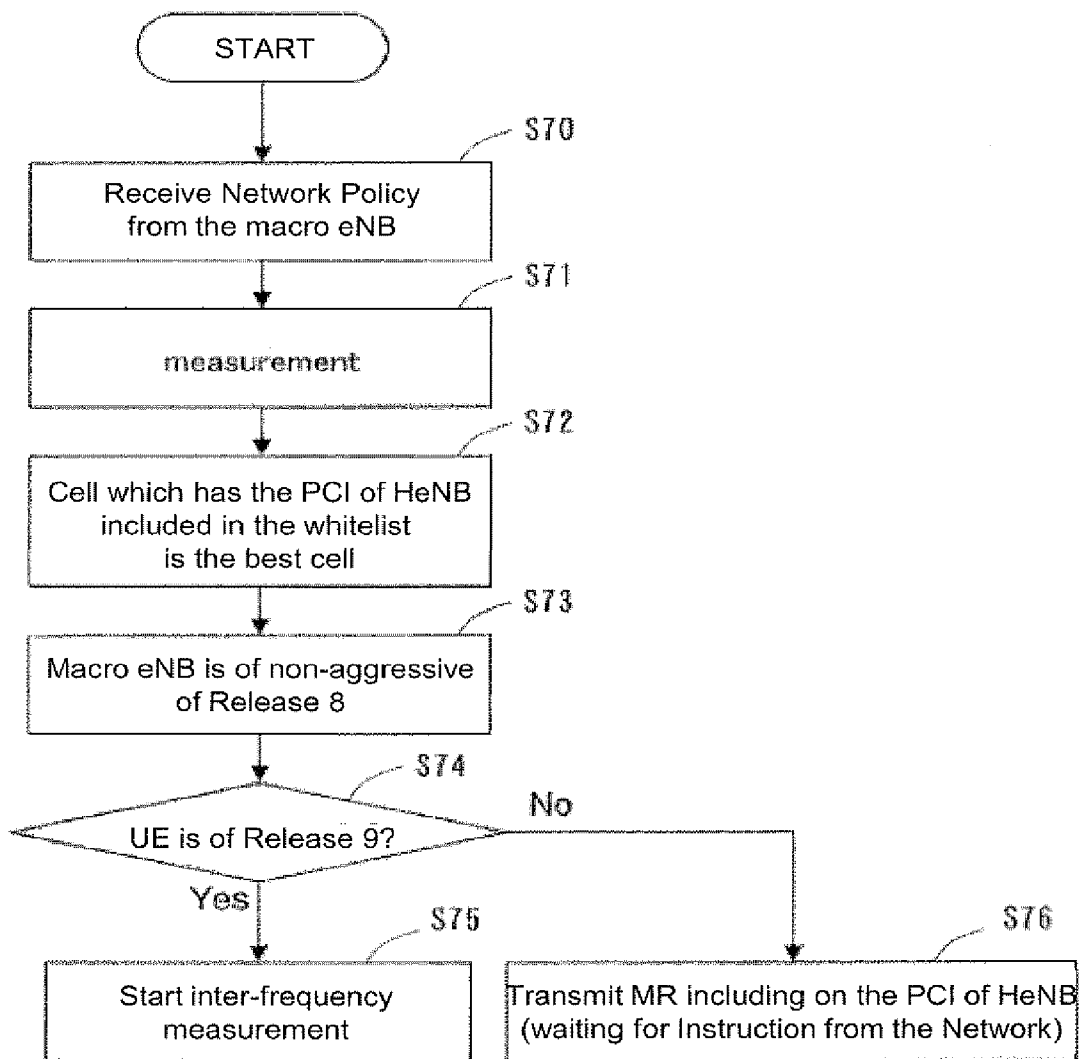 START
S70
Receive Network Policy
from the macro eNB
S71
measurement
S72
Cell which has the PCI of HeNB
included in the whitelist
is the best cell
S73
Macro eNB is of non-aggressive
of Release 8
S74
UE is of Release 9?
No
Yes
S75
Start inter-frequency
measurement
S76
Transmit MR including on the PCI of HeNB
(waiting for Instruction from the Network)